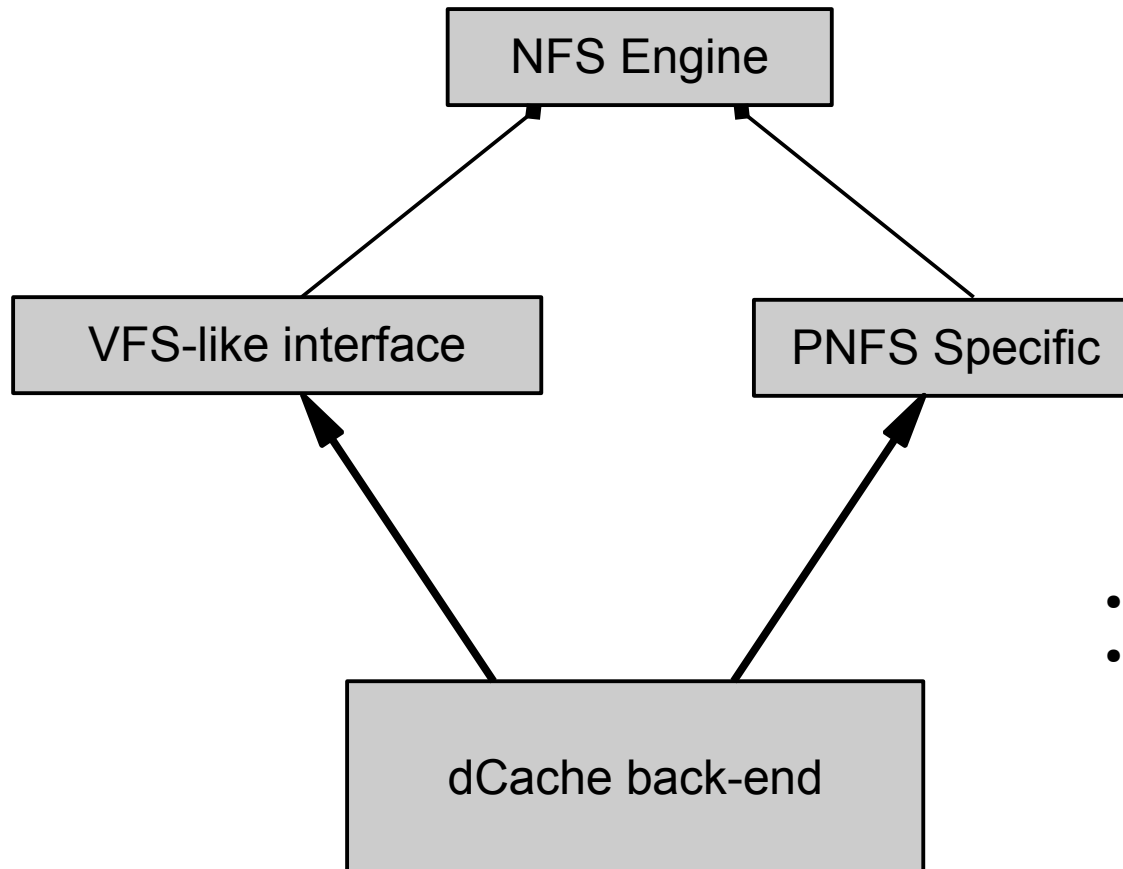 NFS Engine
VFS-like interface
PNFS Specific
•
•
dCache back-end